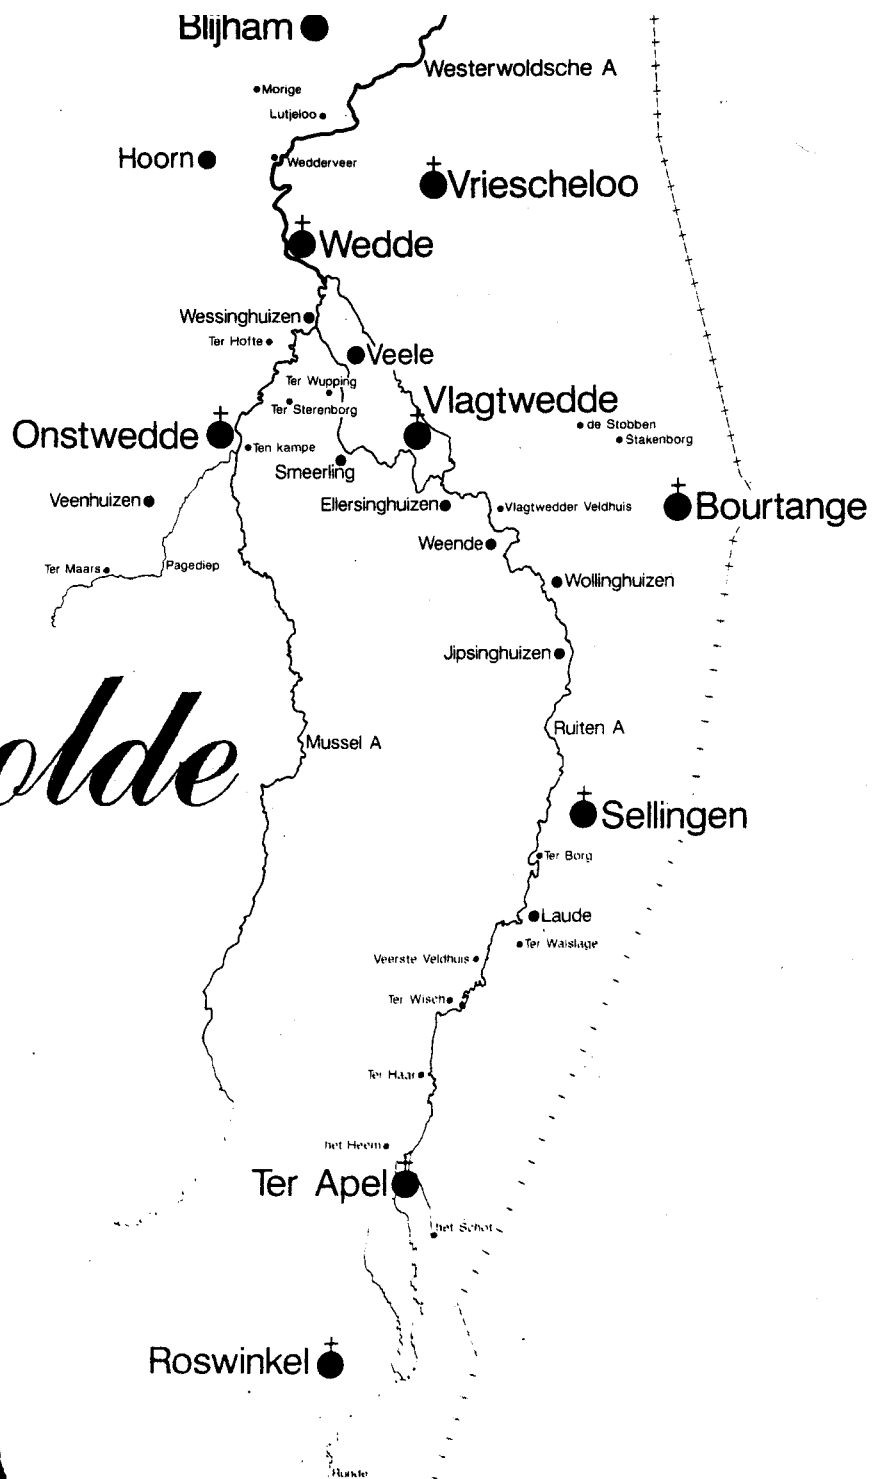 Blijham
Westerwoldsche A
Morige
Lutjeloo
Hoorn
Wedderveer
Vriescheloo
Wedde
Wessinghuizen
Ter Hofte
Veele
Ter Wupping
Vlagtwedde
Ter Sterenborg
de Stobben
Onstwedde
Stakenborg
Ten kampe
Smeerling
Veenhuizen
Ellersinghuizen
Vlagtwedder Veldhuis
Bourtange
Weende
Ter Maars
Pagediep
Wollinghuizen
Jipsinghuizen
Ruiten A
Mussel A
olde
Sellingen
Ter Borg
Laude
Ter Walslage
Veerste Veldhuis
Ter Wisch
Ter Haar
het Heem
Ter Apel
het Schot
Roswinkel
Runde